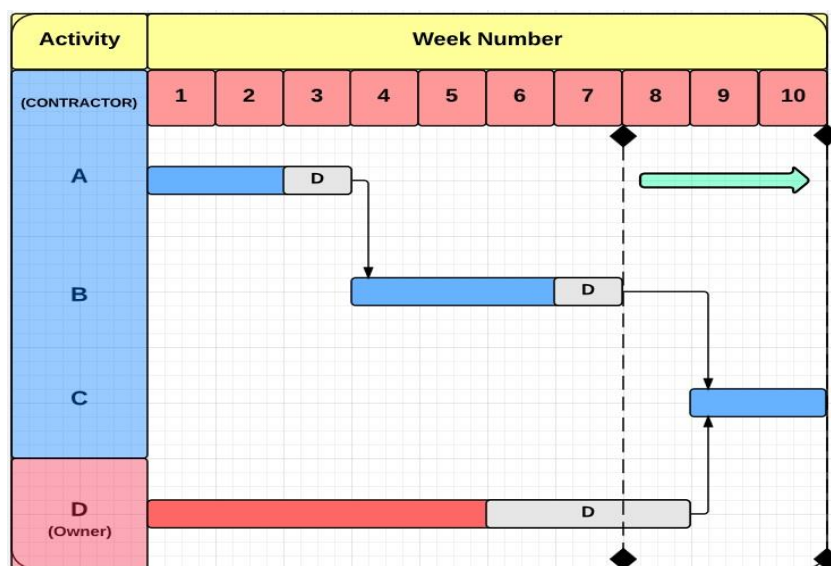 Activity Week Number
(CONTRACTOR) 1 2 3 4 5 6 7 8 9 10
A D
B D
C
D D
(Owner)